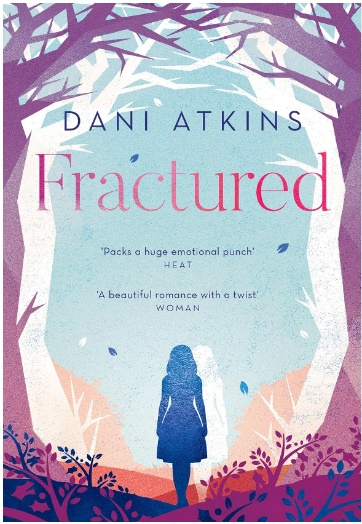 DANI ATKINS
Fractured
'Packs a huge emotional punch'
HEAT
'A beautiful romance with a twist'
WOMAN